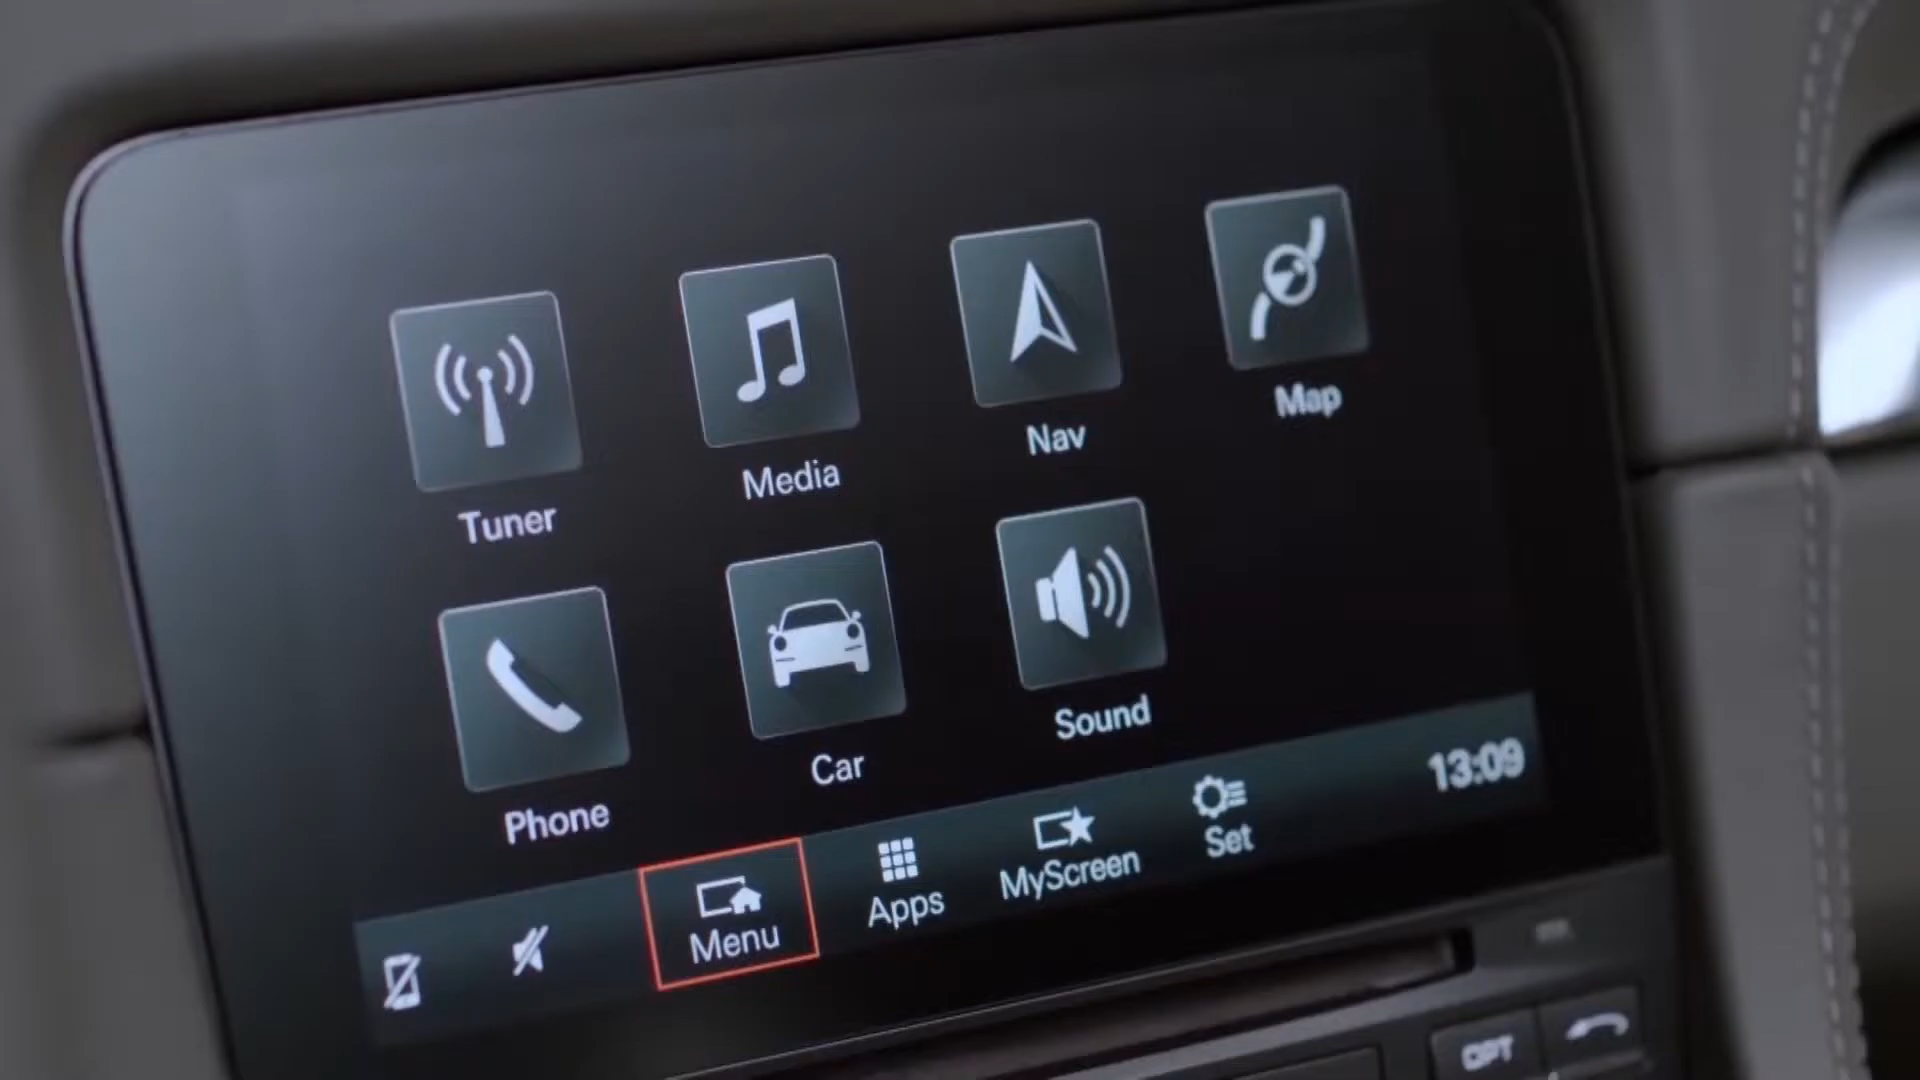 Tuner
Media
Nav
Map
Phone
Car
Sound
Menu
Apps
MyScreen
Set
13:09
OPT